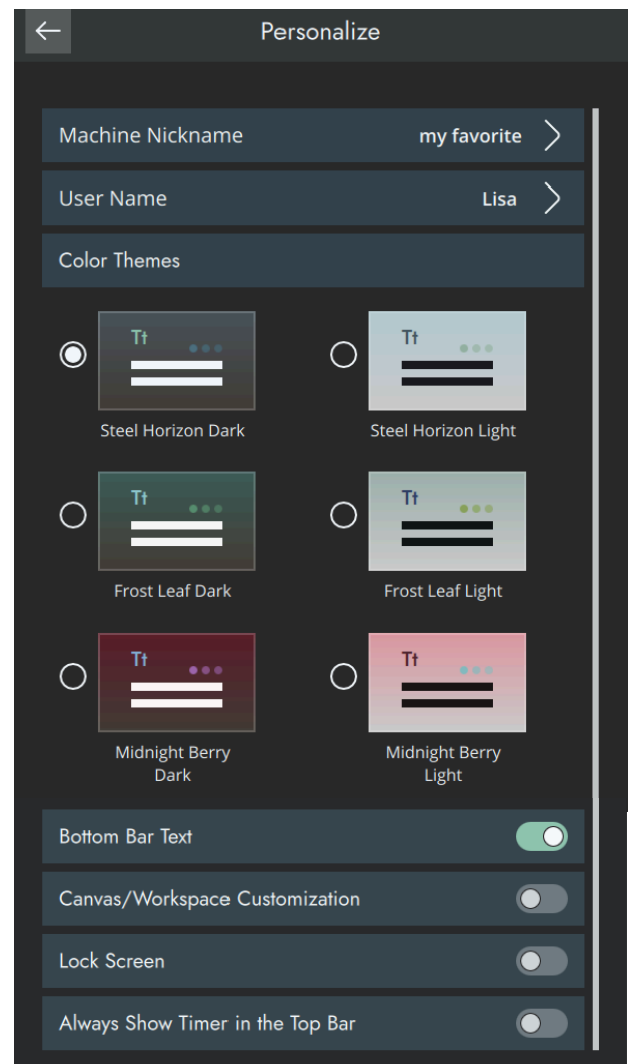 Personalize
Machine Nickname my favorite
User Name Lisa
Color Themes
Tt Tt
Steel Horizon Dark Steel Horizon Light
Tt Tt
Frost Leaf Dark Frost Leaf Light
Tt Tt
Midnight Berry
Dark
Midnight Berry
Light
Bottom Bar Text
Canvas/Workspace Customization
Lock Screen
Always Show Timer in the Top Bar